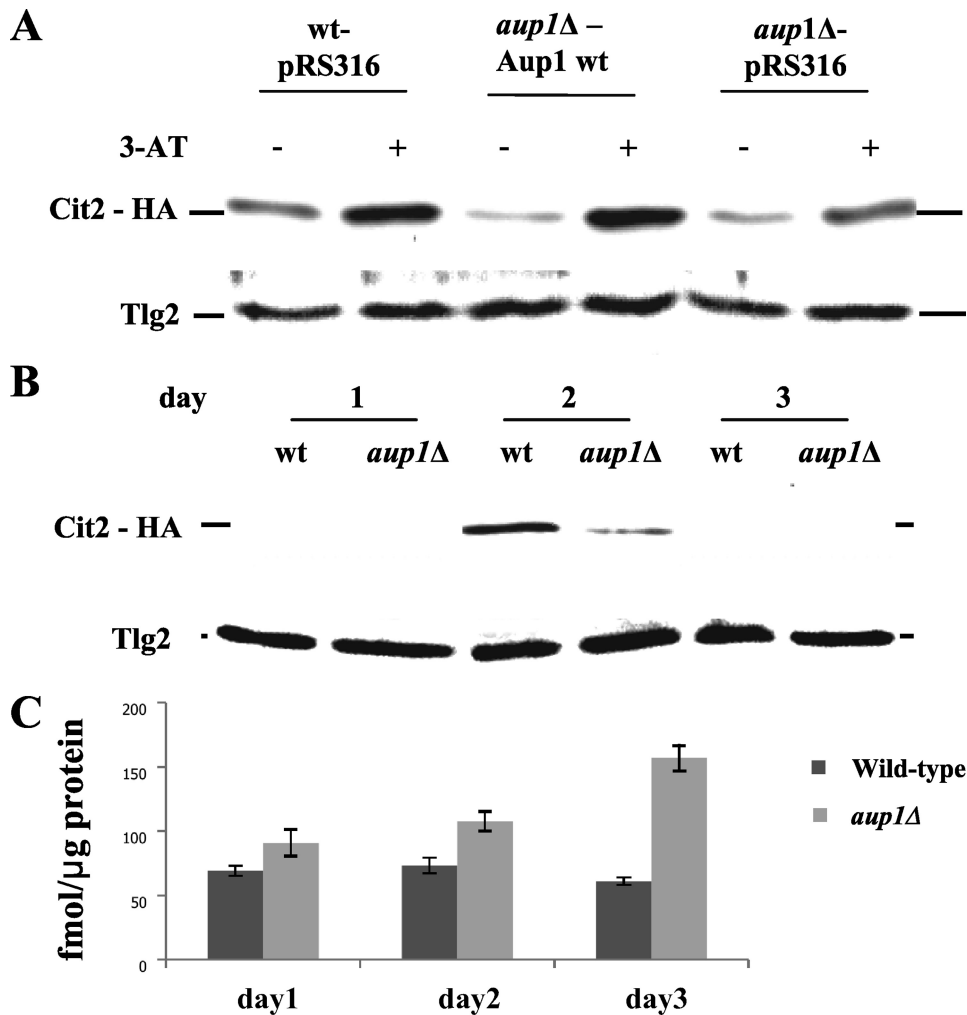 A
wt-
pRS316
aup1Δ –
Aup1 wt
aup1Δ-
pRS316
3-AT - + - + - +
Cit2 - HA
Tlg2
B
day 1 2 3
wt aup1Δ wt aup1Δ wt aup1Δ
Cit2 - HA
Tlg2
C
fmol/µg protein
200
150
100
50
0
day1 day2 day3
Wild-type
aup1Δ